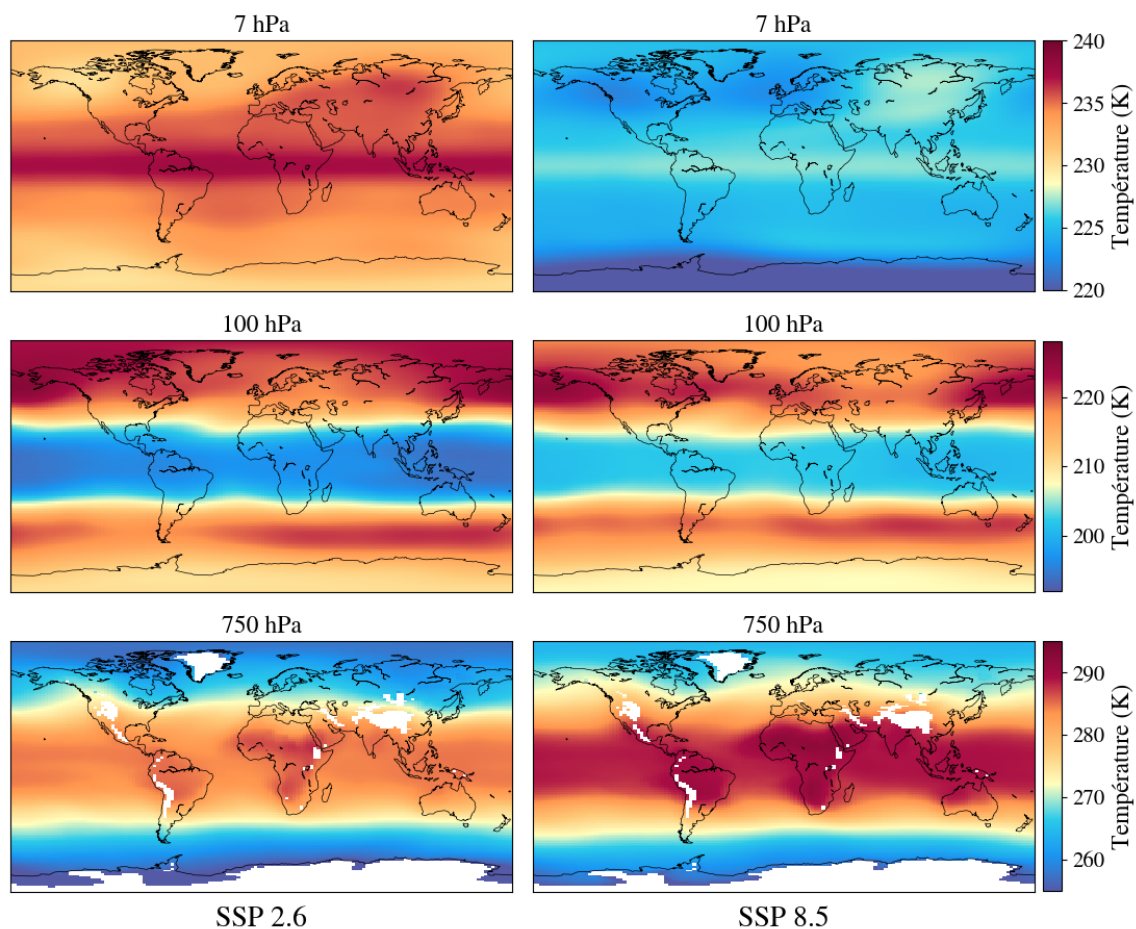 7 hPa
7 hPa
240
235
230
225
220
Température (K)
100 hPa
100 hPa
220
210
200
Température (K)
750 hPa
750 hPa
290
280
270
260
Température (K)
SSP 2.6
SSP 8.5